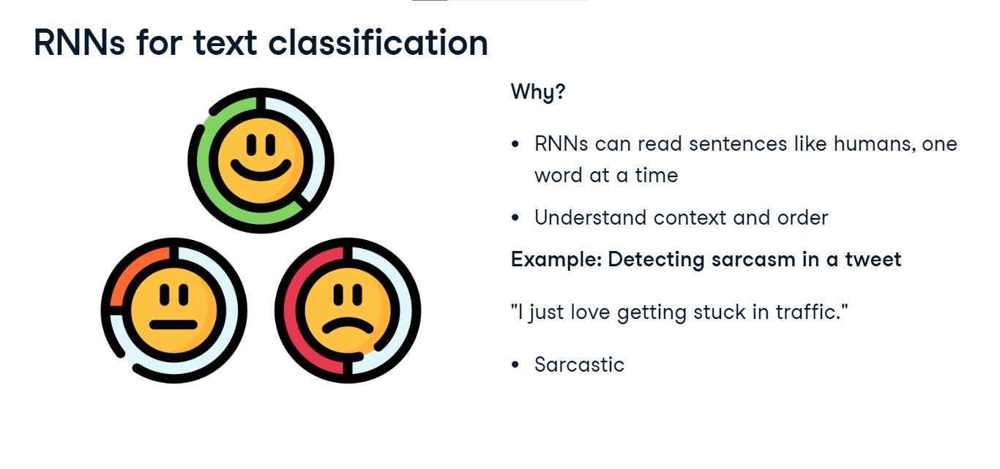 RNNs for text classification
Why?
• RNNs can read sentences like humans, one
word at a time
• Understand context and order
Example: Detecting sarcasm in a tweet
"I just love getting stuck in traffic."
• Sarcastic